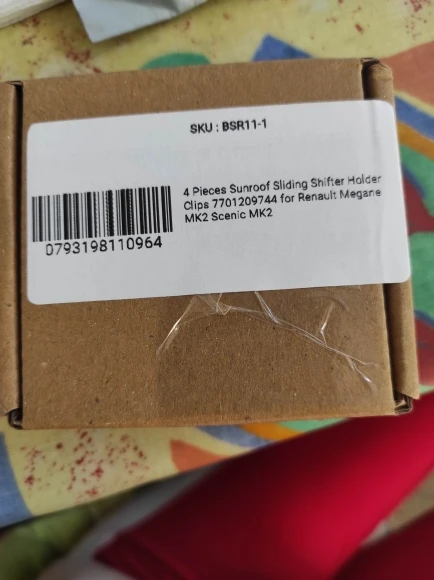 SKU : BSR11-1
4 Pieces Sunroof Sliding Shifter Holder
Clips 7701209744 for Renault Megane
MK2 Scenic MK2
0793198110964